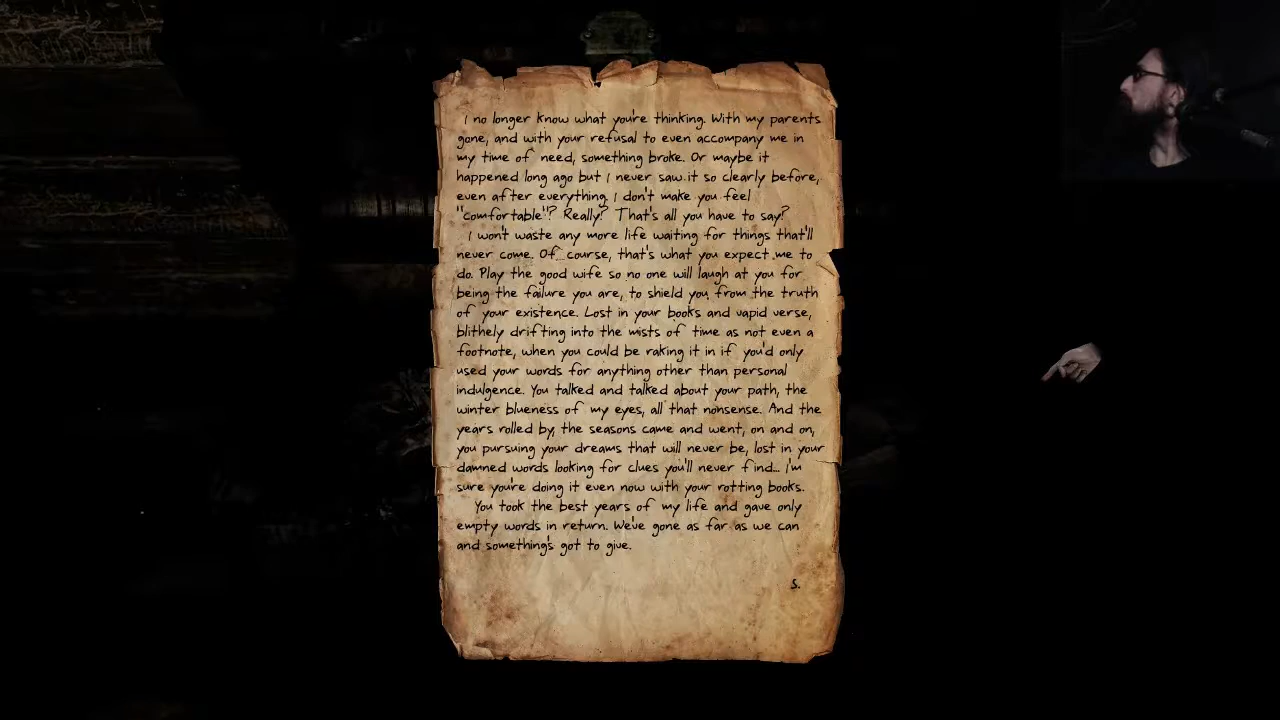 I no longer know what you're thinking. With my parents
gone, and with your refusal to even accompany me in
my time of need, something broke. Or maybe it
happened long ago but I never saw it so clearly before,
even after everything. I don't make you feel
"comfortable"? Really? That's all you have to say?
I won't waste any more life waiting for things that'll
never come. Of course, that's what you expect me to
do. Play the good wife so no one will laugh at you for
being the failure you are, to shield you from the truth
of your existence. Lost in your books and vapid verse,
blithely drifting into the mists of time as not even a
footnote, when you could be raking it in if you'd only
used your words for anything other than personal
indulgence. You talked and talked about your path, the
winter blueness of my eyes, all that nonsense. And the
years rolled by, the seasons came and went, on and on,
you pursuing your dreams that will never be, lost in your
damned words looking for clues you'll never find... I'm
sure you're doing it even now with your rotting books.
You took the best years of my life and gave only
empty words in return. We've gone as far as we can
and something's got to give.
S.